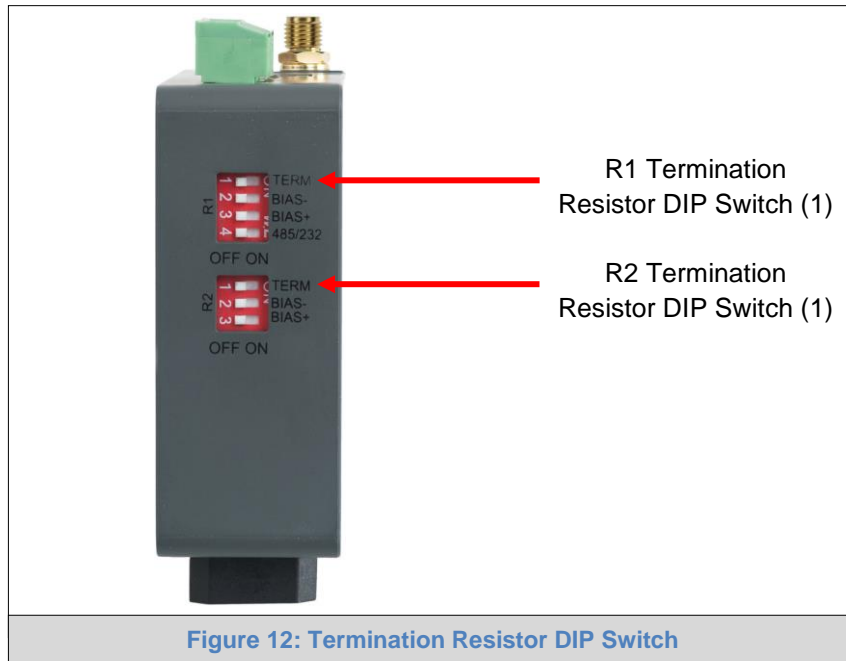 R1
1
TERM
2
BIAS-
3
BIAS+
4
485/232
OFF ON
R2
1
TERM
2
BIAS-
3
BIAS+
OFF ON
R1 Termination
Resistor DIP Switch (1)
R2 Termination
Resistor DIP Switch (1)
Figure 12: Termination Resistor DIP Switch